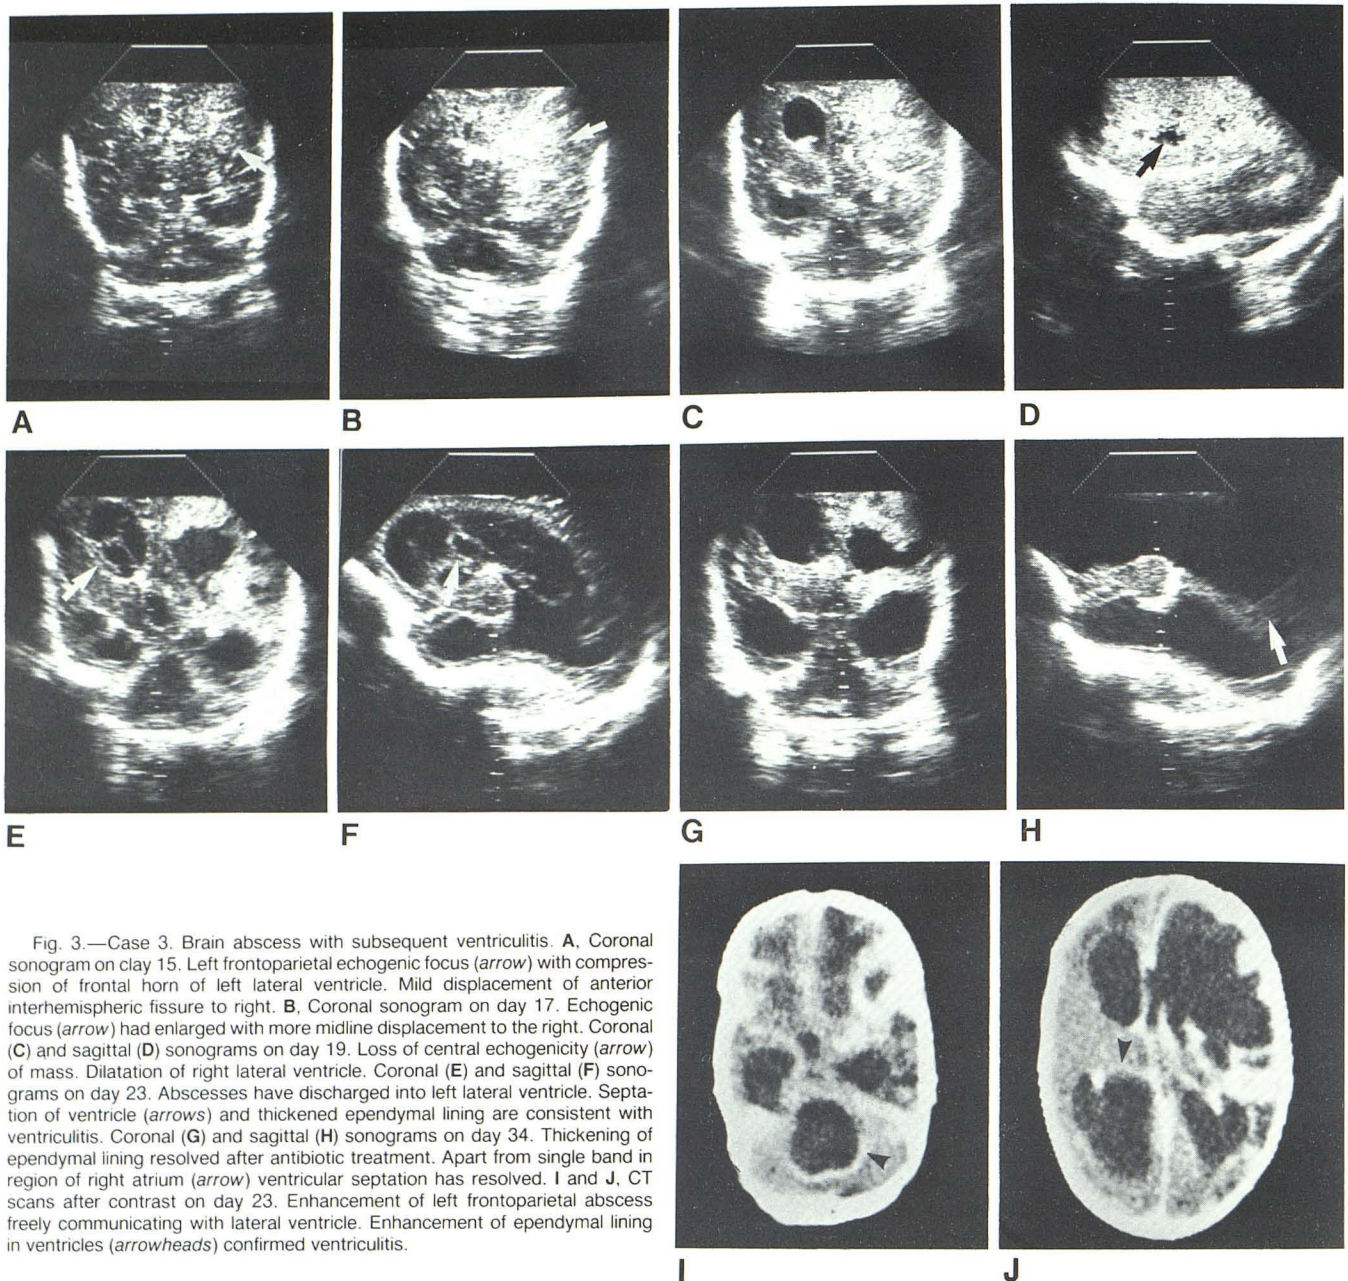 A
B
C
D
E
F
G
H
Fig. 3.—Case 3. Brain abscess with subsequent ventriculitis. A, Coronal
sonogram on clay 15. Left frontoparietal echogenic focus (arrow) with compres-
sion of frontal horn of left lateral ventricle. Mild displacement of anterior
interhemispheric fissure to right. B, Coronal sonogram on day 17. Echogenic
focus (arrow) had enlarged with more midline displacement to the right. Coronal
(C) and sagittal (D) sonograms on day 19. Loss of central echogenicity (arrow)
of mass. Dilatation of right lateral ventricle. Coronal (E) and sagittal (F) sono-
grams on day 23. Abscesses have discharged into left lateral ventricle. Septa-
tion of ventricle (arrows) and thickened ependymal lining are consistent with
ventriculitis. Coronal (G) and sagittal (H) sonograms on day 34. Thickening of
ependymal lining resolved after antibiotic treatment. Apart from single band in
region of right atrium (arrow) ventricular septation has resolved. I and J, CT
scans after contrast on day 23. Enhancement of left frontoparietal abscess
freely communicating with lateral ventricle. Enhancement of ependymal lining
in ventricles (arrowheads) confirmed ventriculitis.
I
J